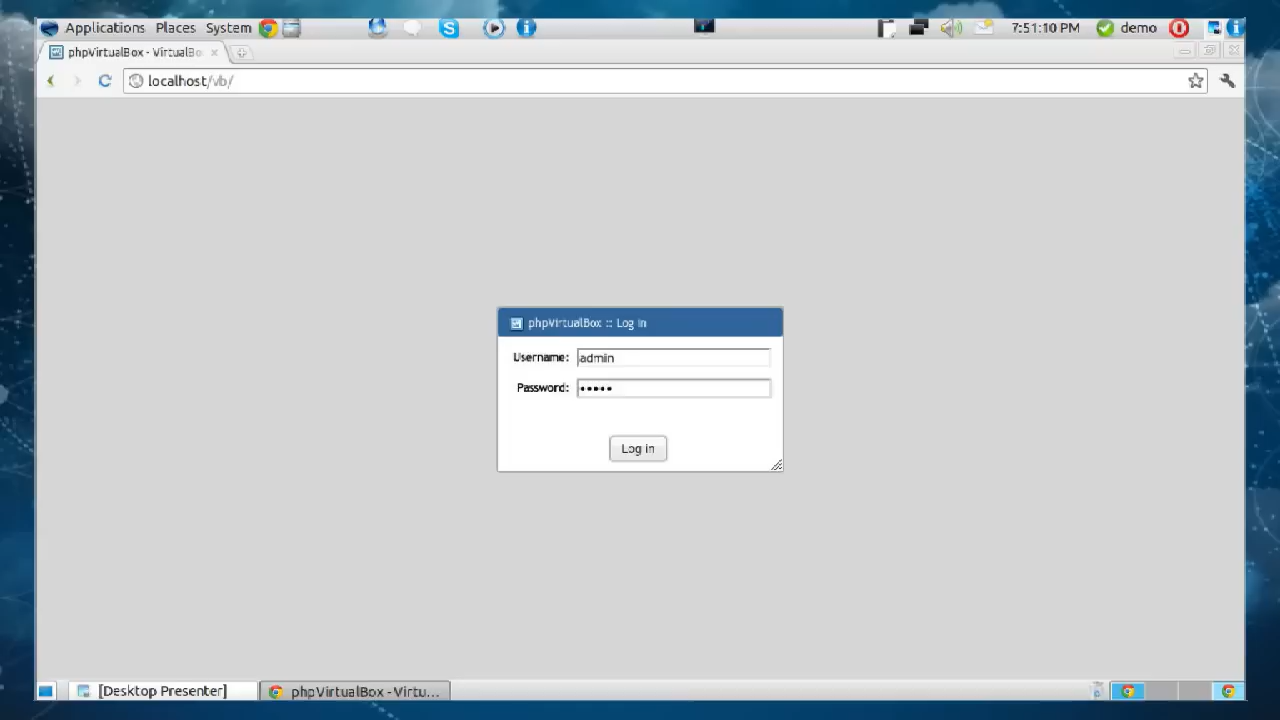 Applications Places System 7:51:10 PM demo
phpVirtualBox - VirtualBo
localhost/vb/
phpVirtualBox :: Log in
Username: admin
Password: •••••
Log in
[Desktop Presenter] phpVirtualBox - Virtu...